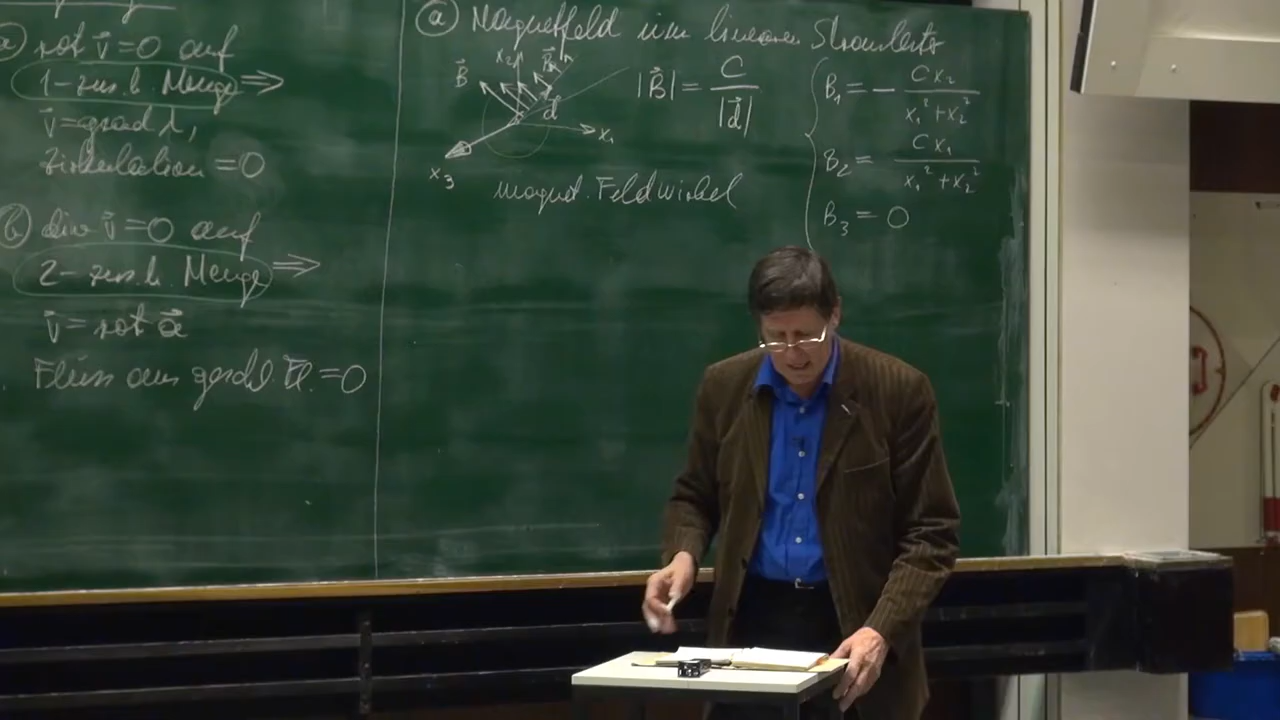 a) rot v⃗=0 auf
1-zus.h. Menge ⇒
v⃗=grad λ,
Zirkulation =0
b) div v⃗=0 auf
2-zus.h. Menge ⇒
v⃗=rot a⃗
Fluss aus geschl. Fl.=0
a) Magnetfeld um linearen Stromleiter
B⃗ x₂ B⃗ d⃗ x₁ x₃
|B⃗| = C/|d⃗|
magnet. Feldwirbel
B₁ = − Cx₂/(x₁²+x₂²)
B₂ = Cx₁/(x₁²+x₂²)
B₃ = 0